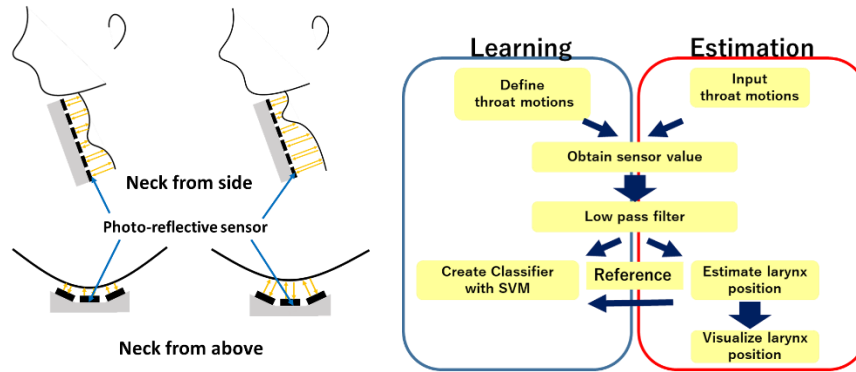 Neck from side
Photo-reflective sensor
Neck from above
Learning
Estimation
Define
throat motions
Input
throat motions
Obtain sensor value
Low pass filter
Create Classifier
with SVM
Reference
Estimate larynx
position
Visualize larynx
position